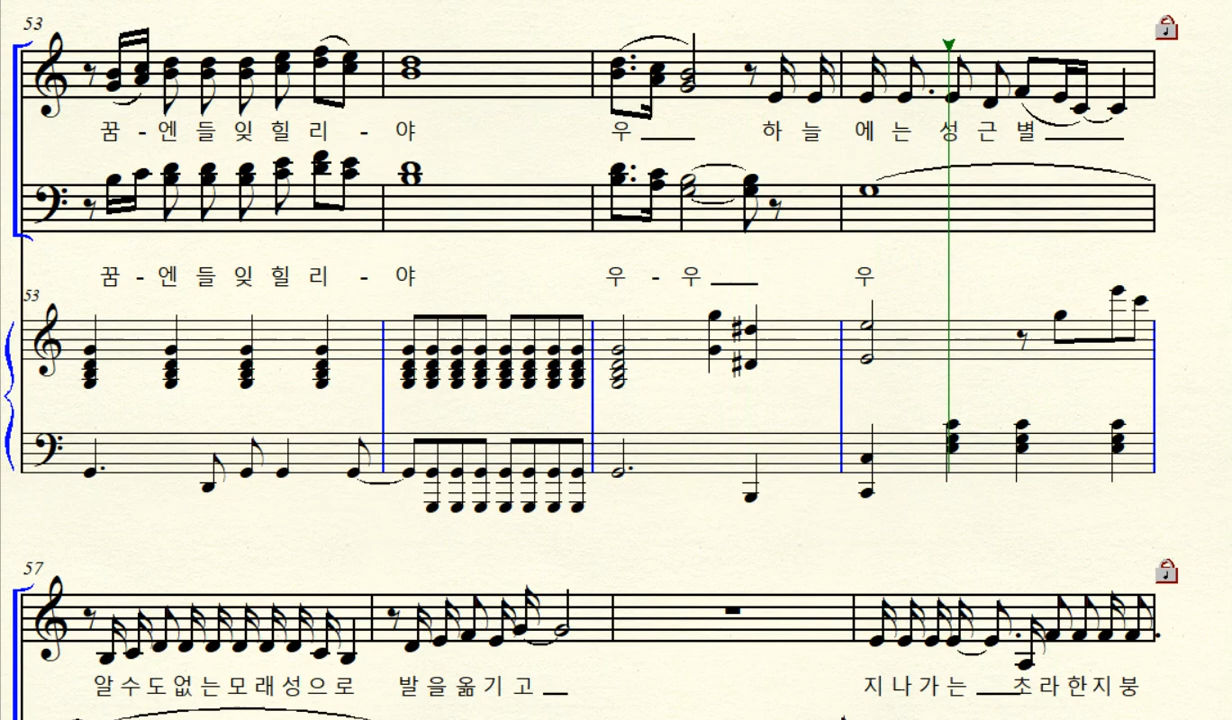 53
꿈 - 엔 들 잊 힐 리 - 야 우 하 늘 에 는 성 근 별
꿈 - 엔 들 잊 힐 리 - 야 우 - 우 우
53
57
알 수 도 없 는 모 래 성 으 로 발 을 옮 기 고 지 나 가 는 초 라 한 지 붕